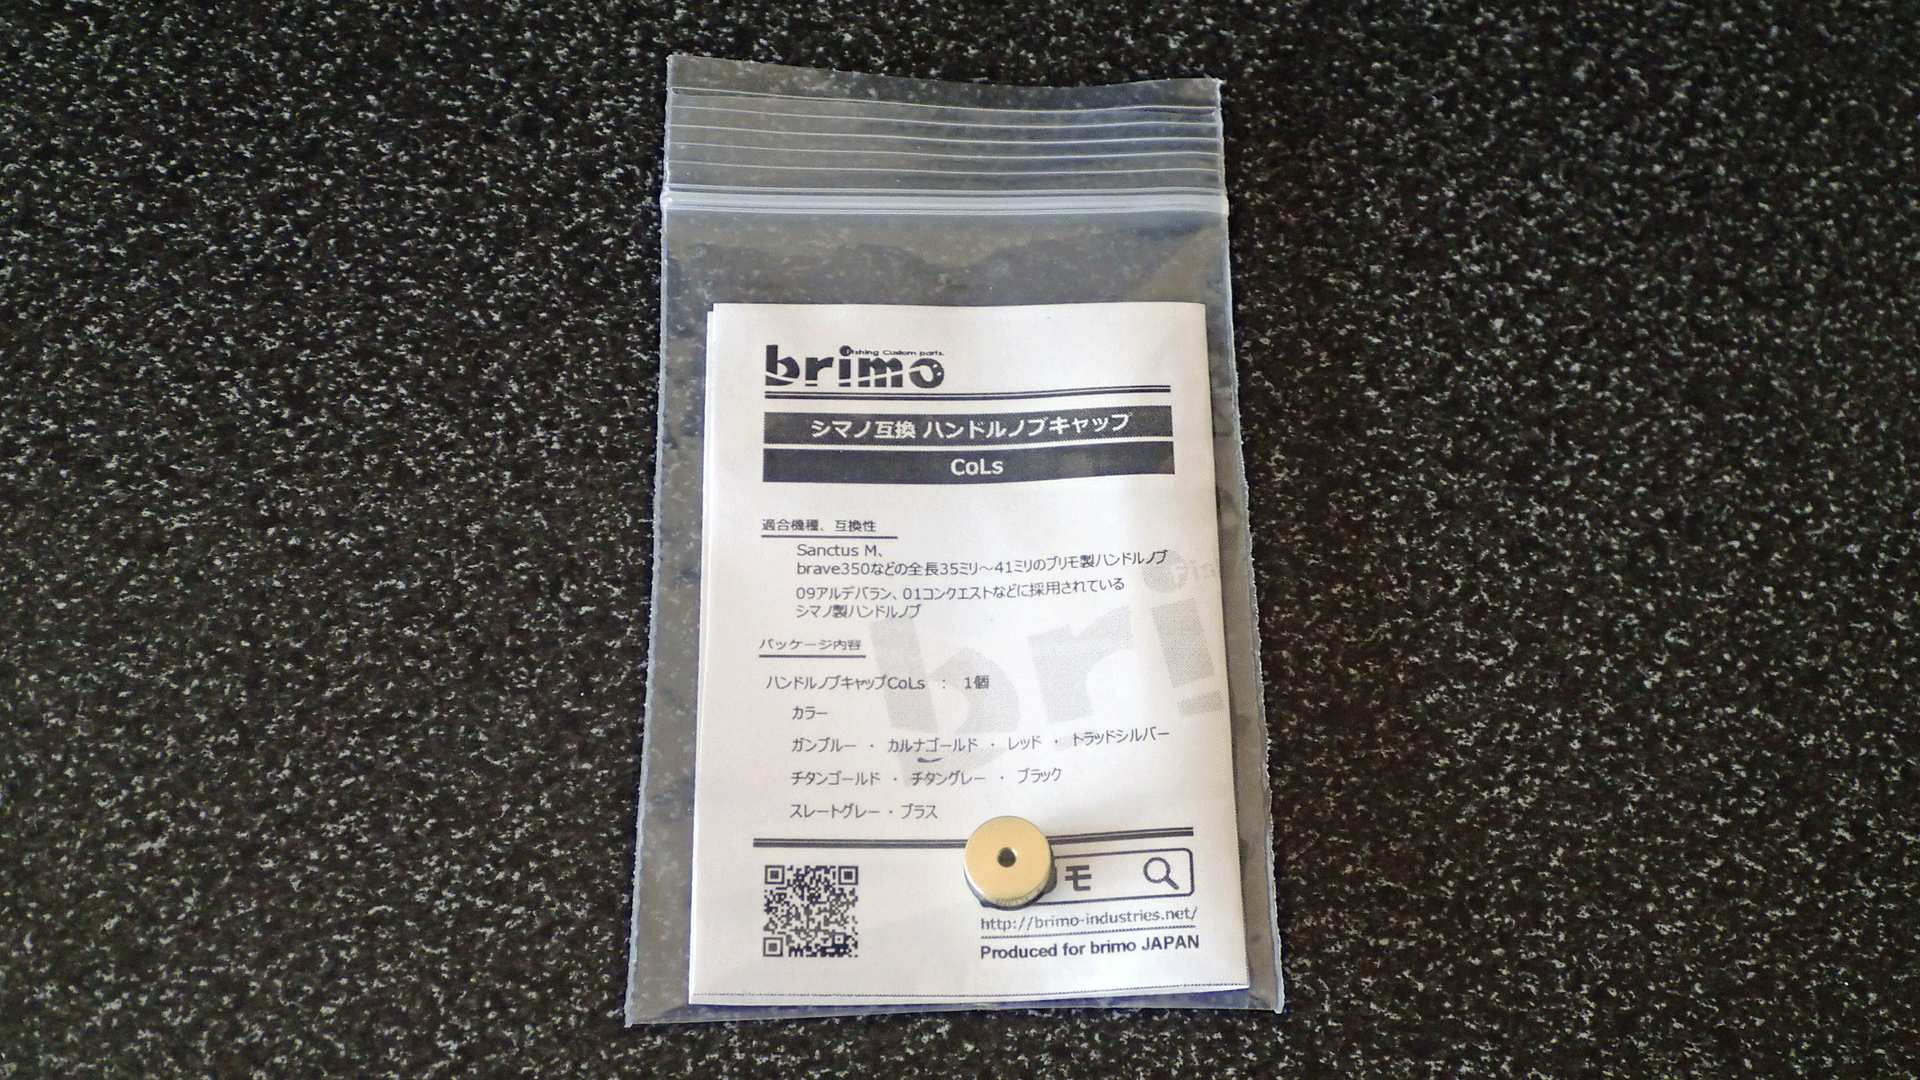 fishing Custom parts.
brimo
シマノ互換 ハンドルノブキャップ
CoLs
適合機種、互換性
Sanctus M、
brave350などの全長35ミリ～41ミリのブリモ製ハンドルノブ
09アルデバラン、01コンクエストなどに採用されている
シマノ製ハンドルノブ
パッケージ内容
ハンドルノブキャップCoLs ： 1個
カラー
ガンブルー ・ カルナゴールド ・ レッド ・ トラッドシルバー
チタンゴールド ・ チタングレー ・ ブラック
スレートグレー・ブラス
モ
http://brimo-industries.net/
Produced for brimo JAPAN
bri